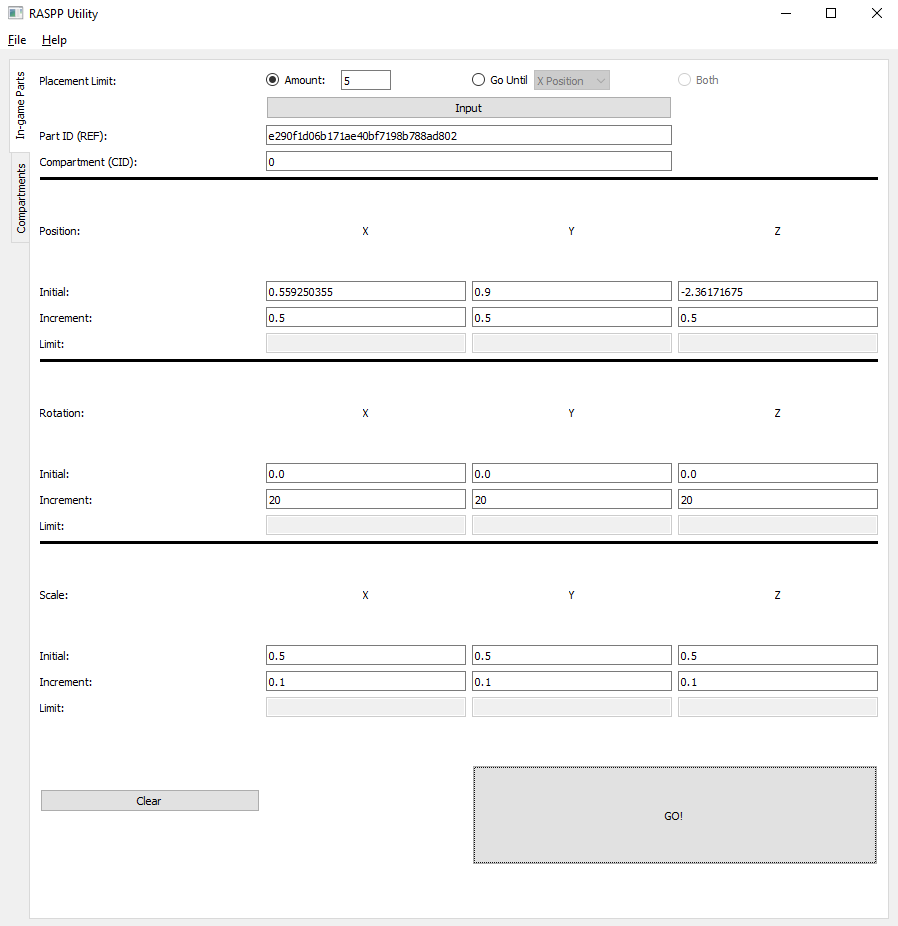 RASPP Utility
File Help
In-game Parts
Compartments
Placement Limit: Amount: 5 Go Until X Position Both
Input
Part ID (REF): e290f1d06b171ae40bf7198b788ad802
Compartment (CID): 0
Position: X Y Z
Initial: 0.559250355 0.9 -2.36171675
Increment: 0.5 0.5 0.5
Limit:
Rotation: X Y Z
Initial: 0.0 0.0 0.0
Increment: 20 20 20
Limit:
Scale: X Y Z
Initial: 0.5 0.5 0.5
Increment: 0.1 0.1 0.1
Limit:
Clear GO!